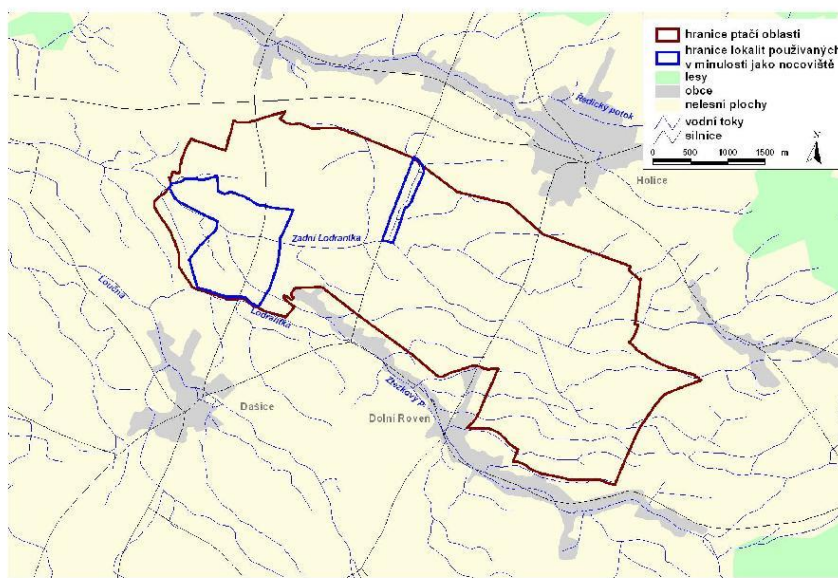 hranice ptačí oblasti
hranice lokalit používaných
v minulosti jako nocoviště
lesy
obce
nelesní plochy
vodní toky
silnice
N
0 500 1000 1500 m
Ředický potok
Holice
Zadní Lodrantka
Loučná
Lodrantka
Dašice
Zlučkový p.
Dolní Roveň